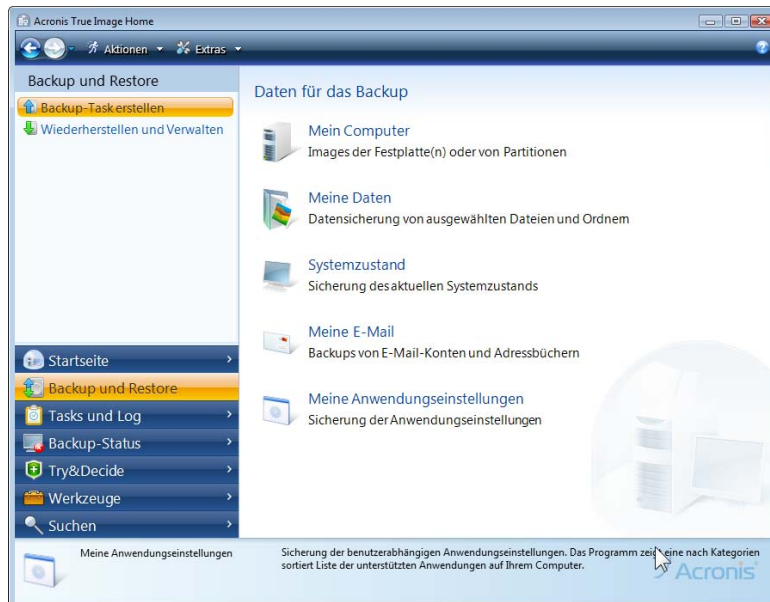 Acronis True Image Home
Aktionen
Extras
Backup und Restore
Backup-Task erstellen
Wiederherstellen und Verwalten
Daten für das Backup
Mein Computer
Images der Festplatte(n) oder von Partitionen
Meine Daten
Datensicherung von ausgewählten Dateien und Ordnern
Systemzustand
Sicherung des aktuellen Systemzustands
Meine E-Mail
Backups von E-Mail-Konten und Adressbüchern
Meine Anwendungseinstellungen
Sicherung der Anwendungseinstellungen
Startseite
Backup und Restore
Tasks und Log
Backup-Status
Try&Decide
Werkzeuge
Suchen
Meine Anwendungseinstellungen
Sicherung der benutzerabhängigen Anwendungseinstellungen. Das Programm zeigt eine nach Kategorien
sortiert Liste der unterstützten Anwendungen auf Ihrem Computer.
Acronis